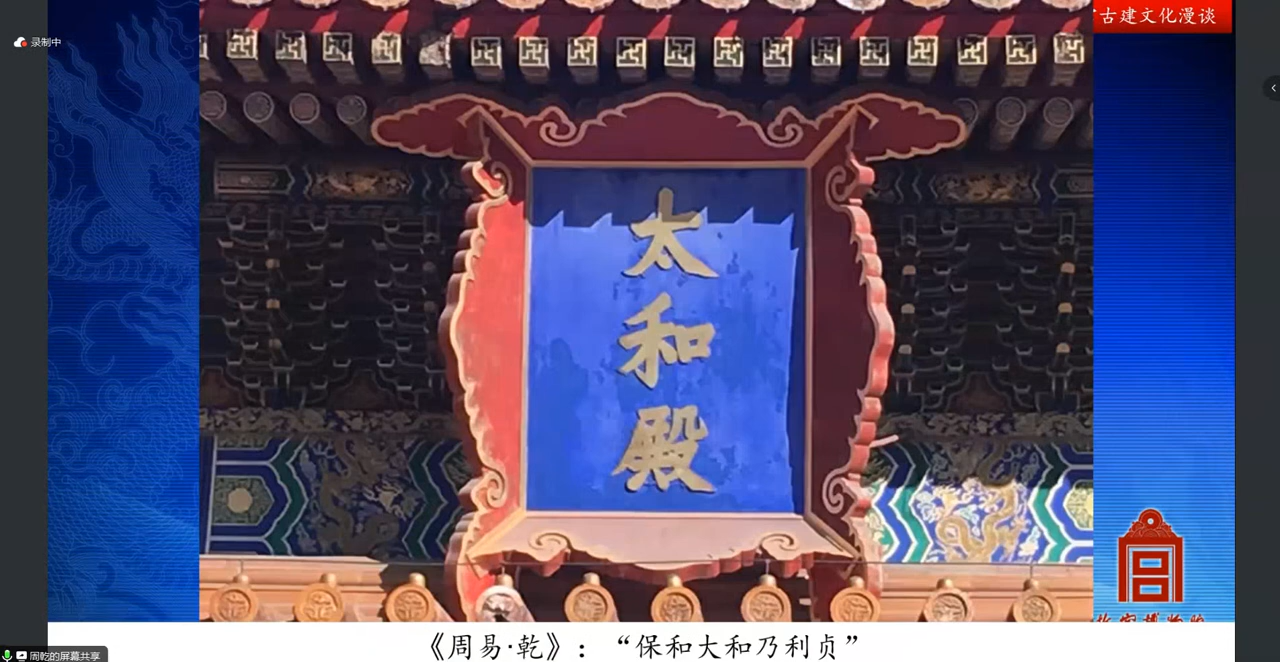 古建文化漫谈
录制中
太和殿
《周易·乾》：“保和大和乃利贞”
周乾的屏幕共享